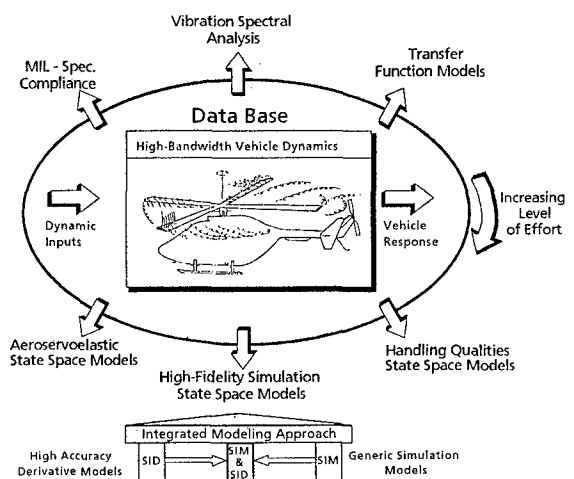 Vibration Spectral
Analysis
MIL - Spec.
Compliance
Transfer
Function Models
Data Base
High-Bandwidth Vehicle Dynamics
Dynamic
Inputs
Vehicle
Response
Increasing
Level
of Effort
Aeroservoelastic
State Space Models
High-Fidelity Simulation
State Space Models
Handling Qualities
State Space Models
Integrated Modeling Approach
High Accuracy
Derivative Models
SID
SIM
&
SID
SIM
Generic Simulation
Models